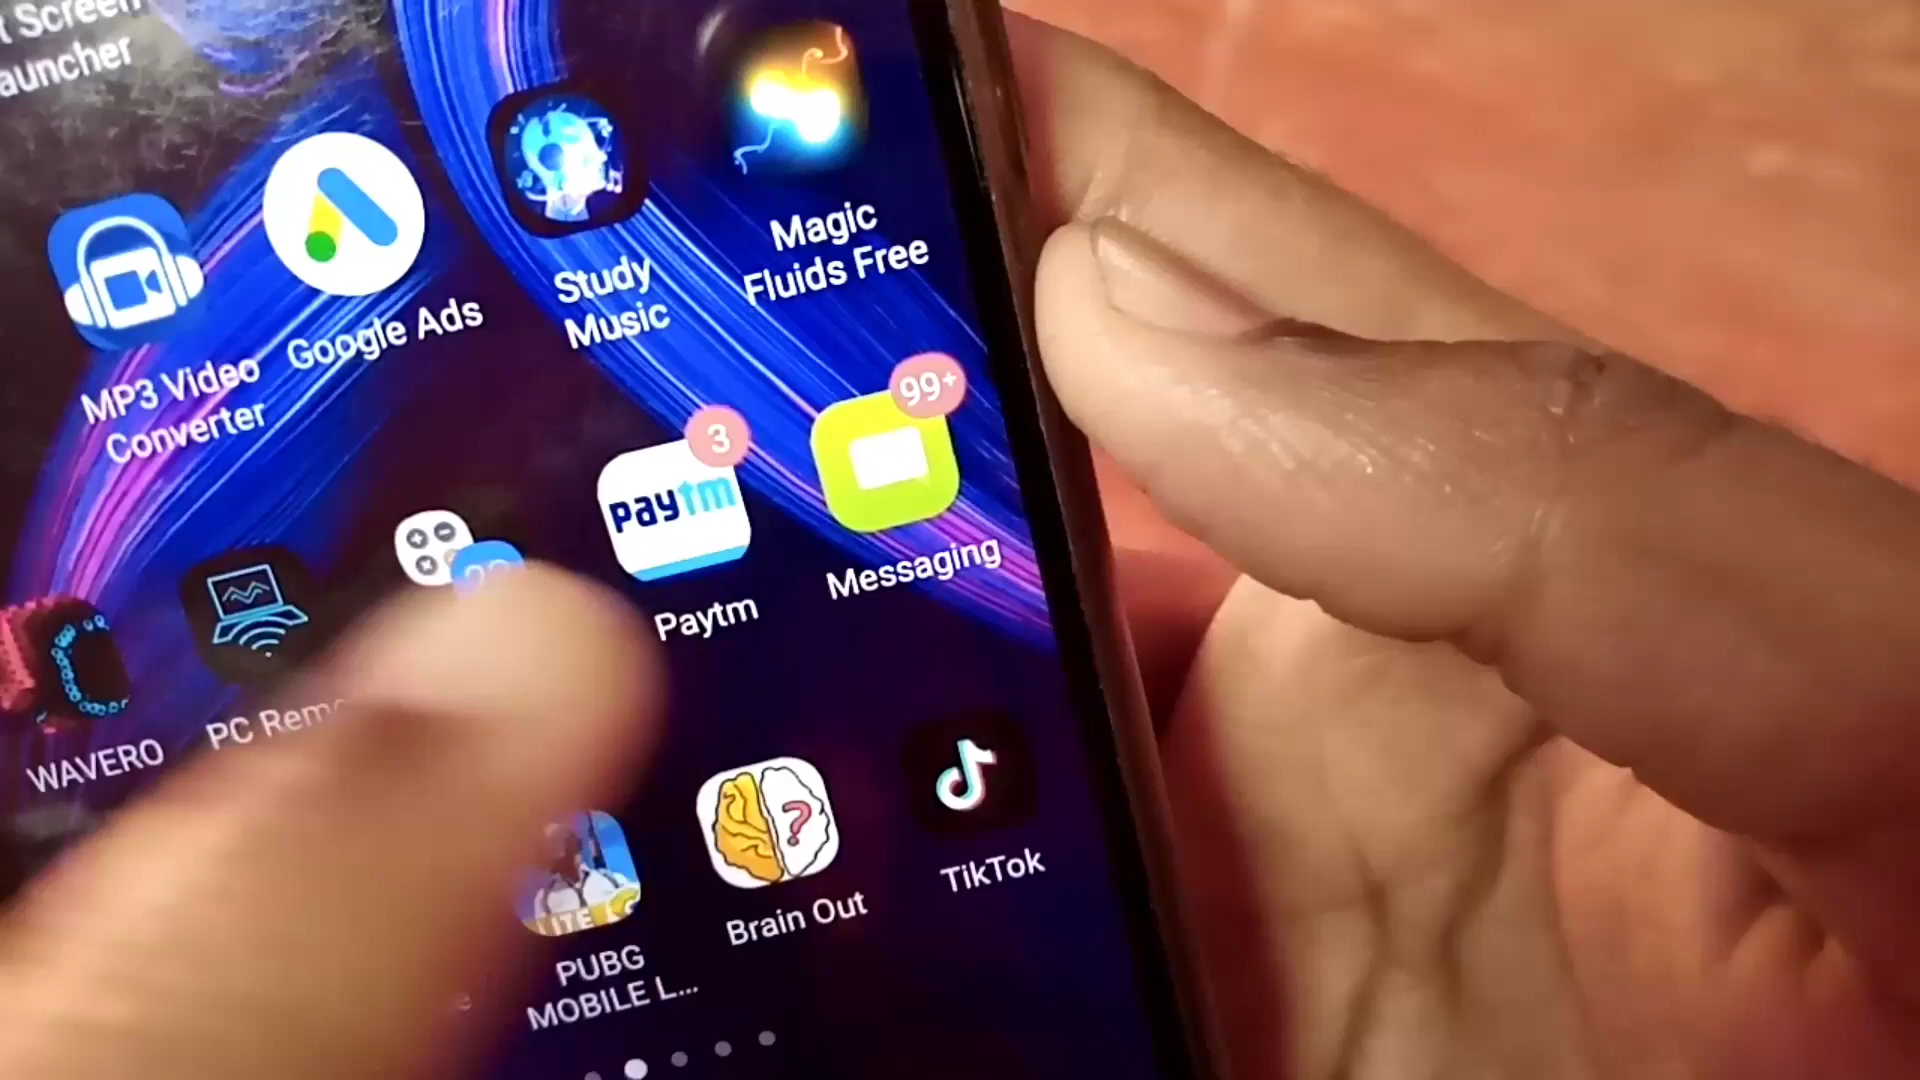 t Screen
auncher
MP3 Video
Converter
Google Ads
Study
Music
Magic
Fluids Free
WAVERO
PC Remo
3
paytm
Paytm
99+
Messaging
LITE
PUBG
MOBILE L...
?
Brain Out
TikTok